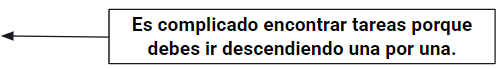 Es complicado encontrar tareas porque
debes ir descendiendo una por una.